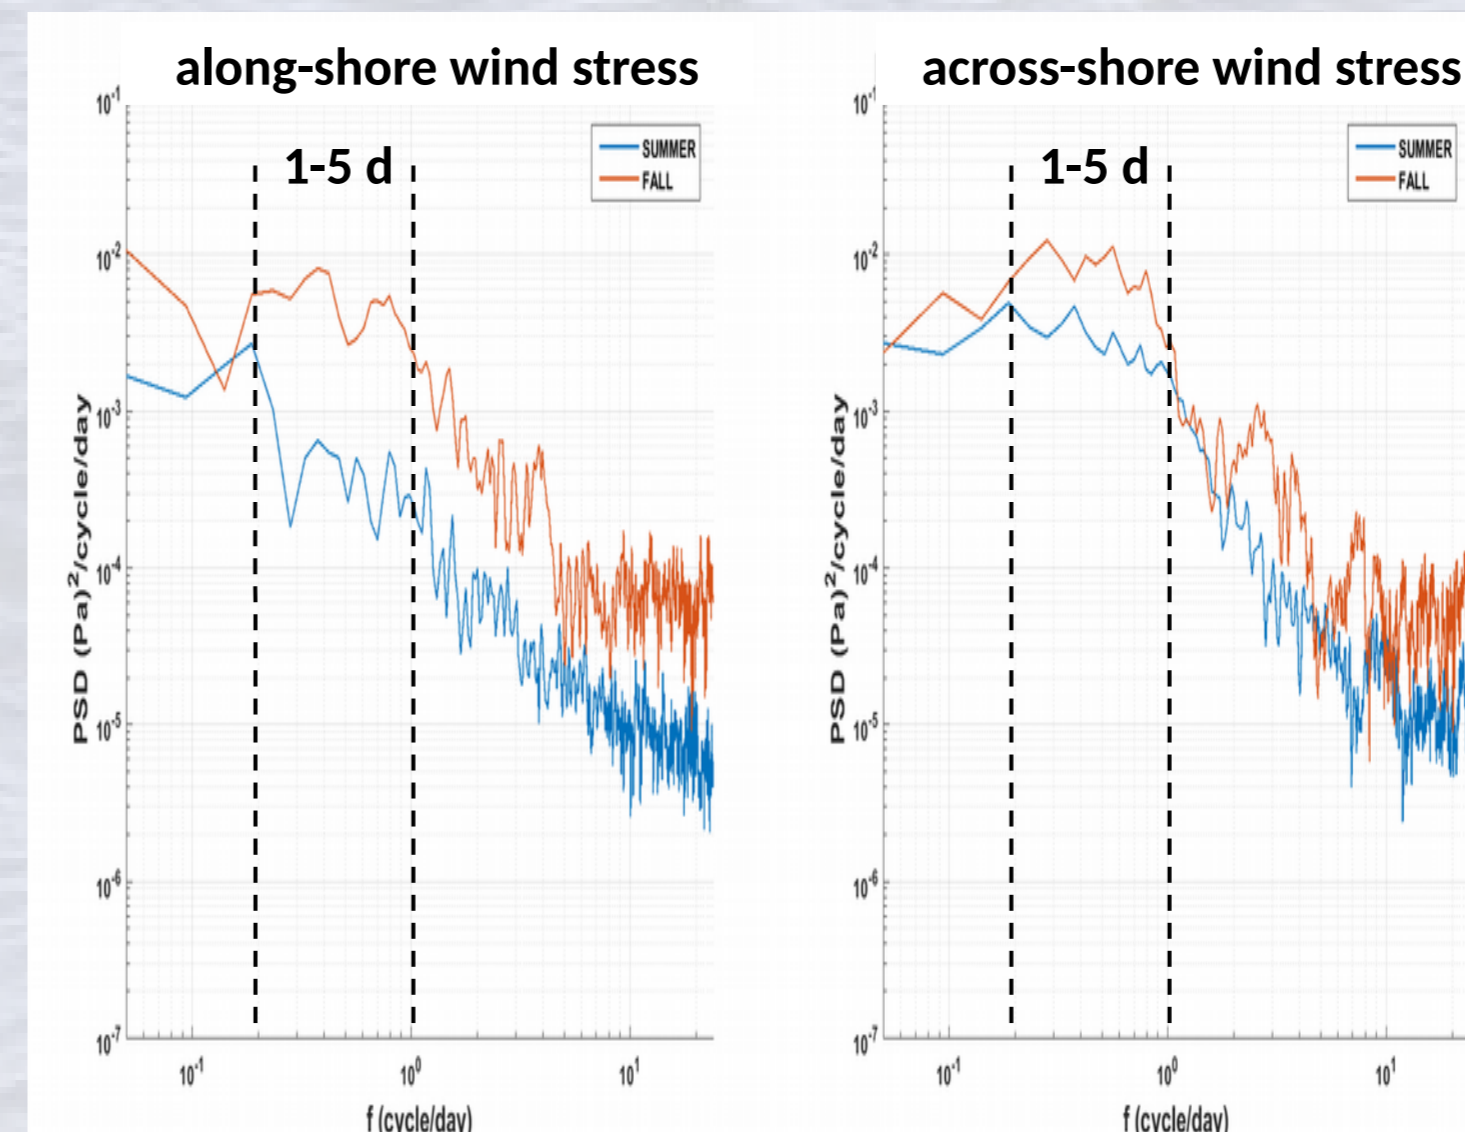 along-shore wind stress
across-shore wind stress
10⁻¹
10⁻²
10⁻³
10⁻⁴
10⁻⁵
10⁻⁶
10⁻⁷
1-5 d
SUMMER
FALL
PSD (Pa)²/cycle/day
10⁻¹
10⁰
10¹
f (cycle/day)
10⁻¹
10⁻²
10⁻³
10⁻⁴
10⁻⁵
10⁻⁶
10⁻⁷
1-5 d
SUMMER
FALL
PSD (Pa)²/cycle/day
10⁻¹
10⁰
10¹
f (cycle/day)